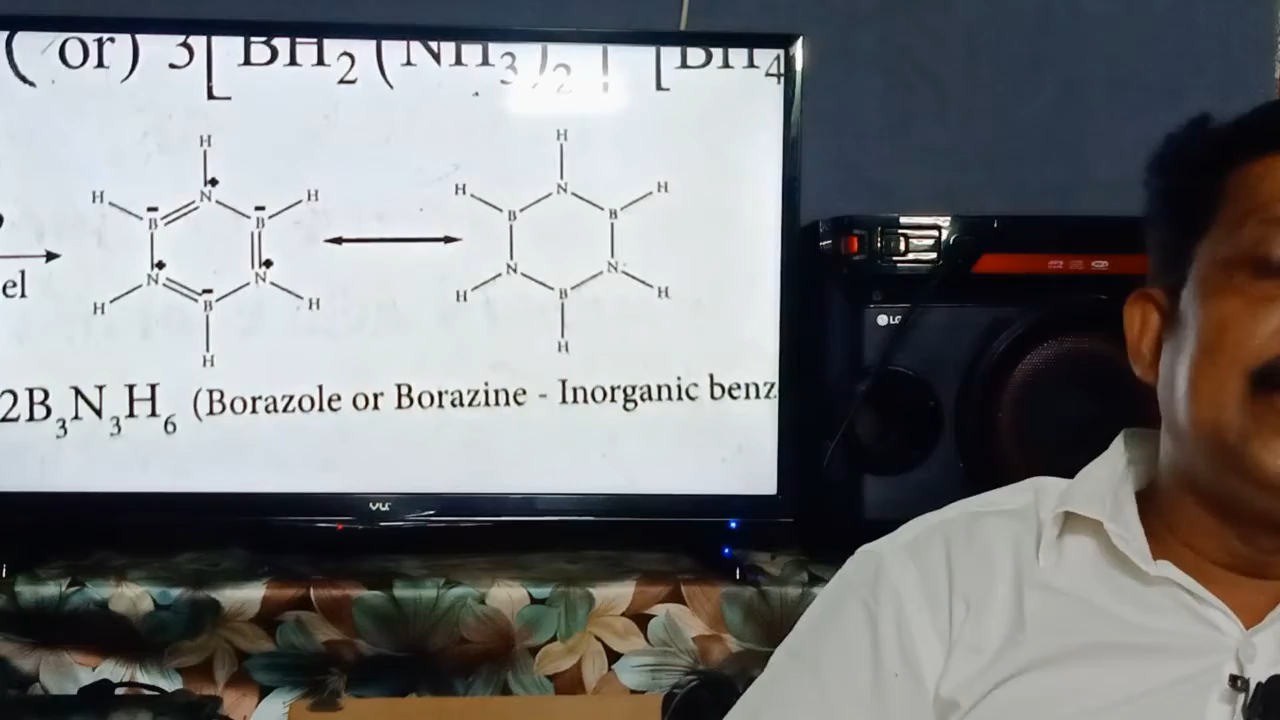 ( or) 3[ BH2 (NH3)2 ] [BH4
H H
H N H H N H
B B B B
el
N N N N
H B H H B H
H H
2B3N3H6 (Borazole or Borazine - Inorganic benz
LG
VU